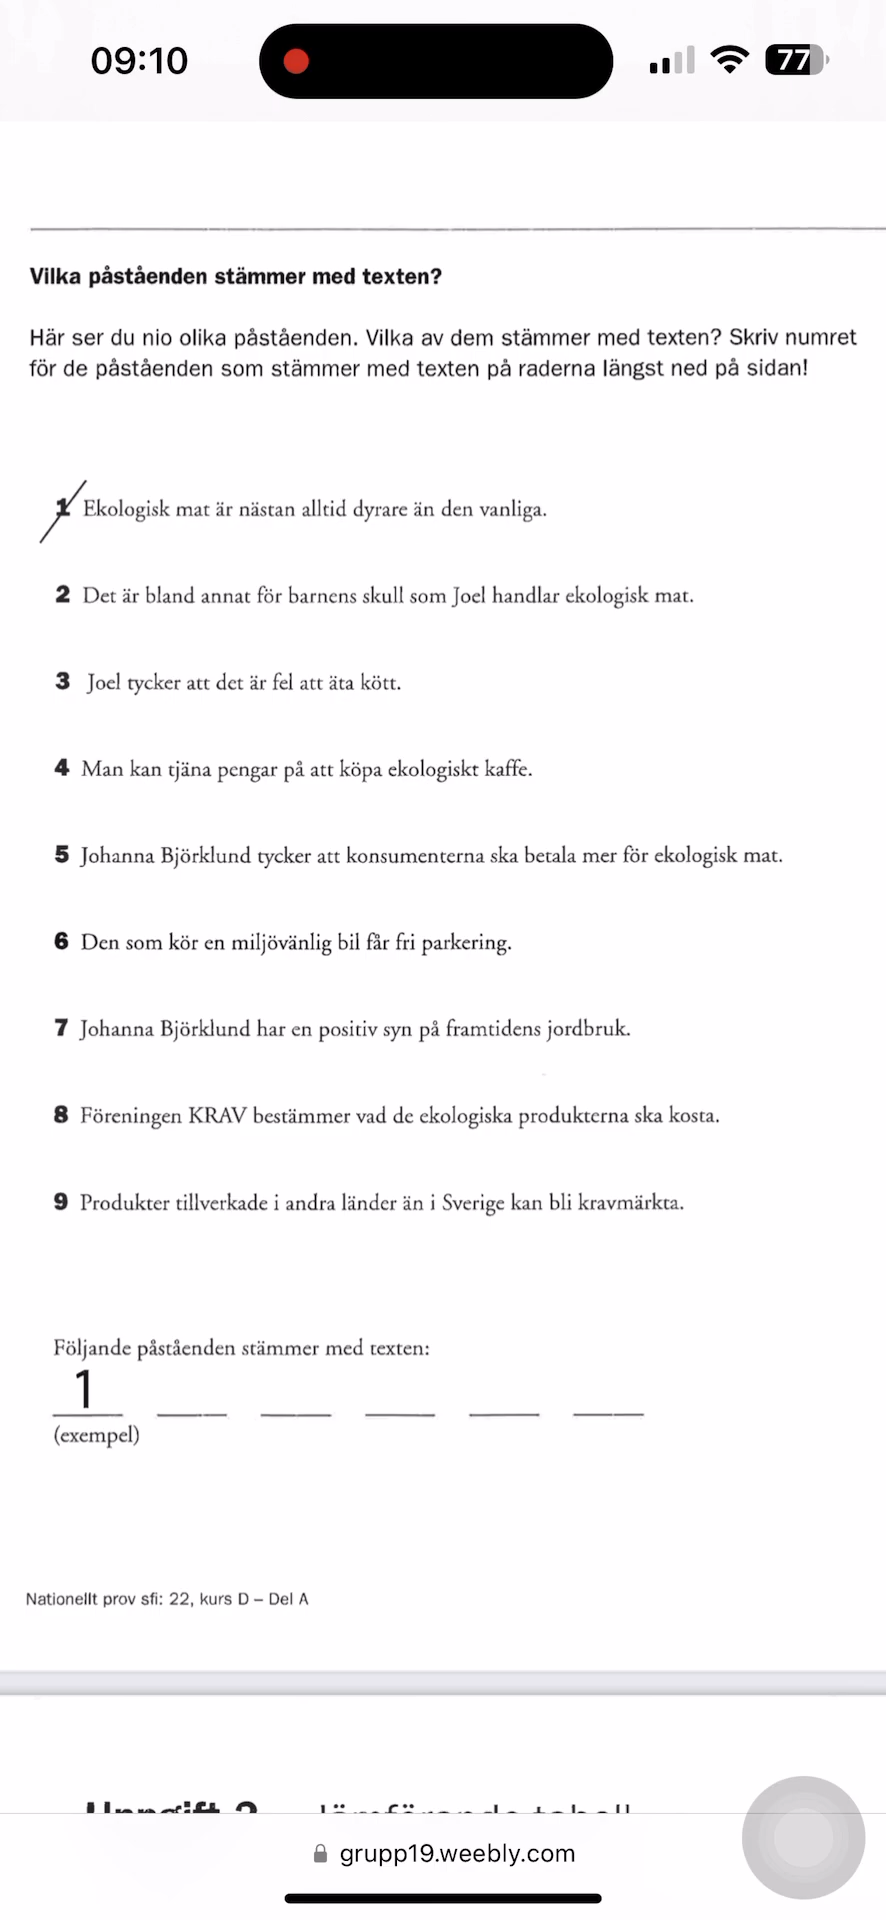 09:10
77
Vilka påståenden stämmer med texten?
Här ser du nio olika påståenden. Vilka av dem stämmer med texten? Skriv numret
för de påståenden som stämmer med texten på raderna längst ned på sidan!
1 Ekologisk mat är nästan alltid dyrare än den vanliga.
2 Det är bland annat för barnens skull som Joel handlar ekologisk mat.
3 Joel tycker att det är fel att äta kött.
4 Man kan tjäna pengar på att köpa ekologiskt kaffe.
5 Johanna Björklund tycker att konsumenterna ska betala mer för ekologisk mat.
6 Den som kör en miljövänlig bil får fri parkering.
7 Johanna Björklund har en positiv syn på framtidens jordbruk.
8 Föreningen KRAV bestämmer vad de ekologiska produkterna ska kosta.
9 Produkter tillverkade i andra länder än i Sverige kan bli kravmärkta.
Följande påståenden stämmer med texten:
1
(exempel)
Nationellt prov sfi: 22, kurs D – Del A
grupp19.weebly.com